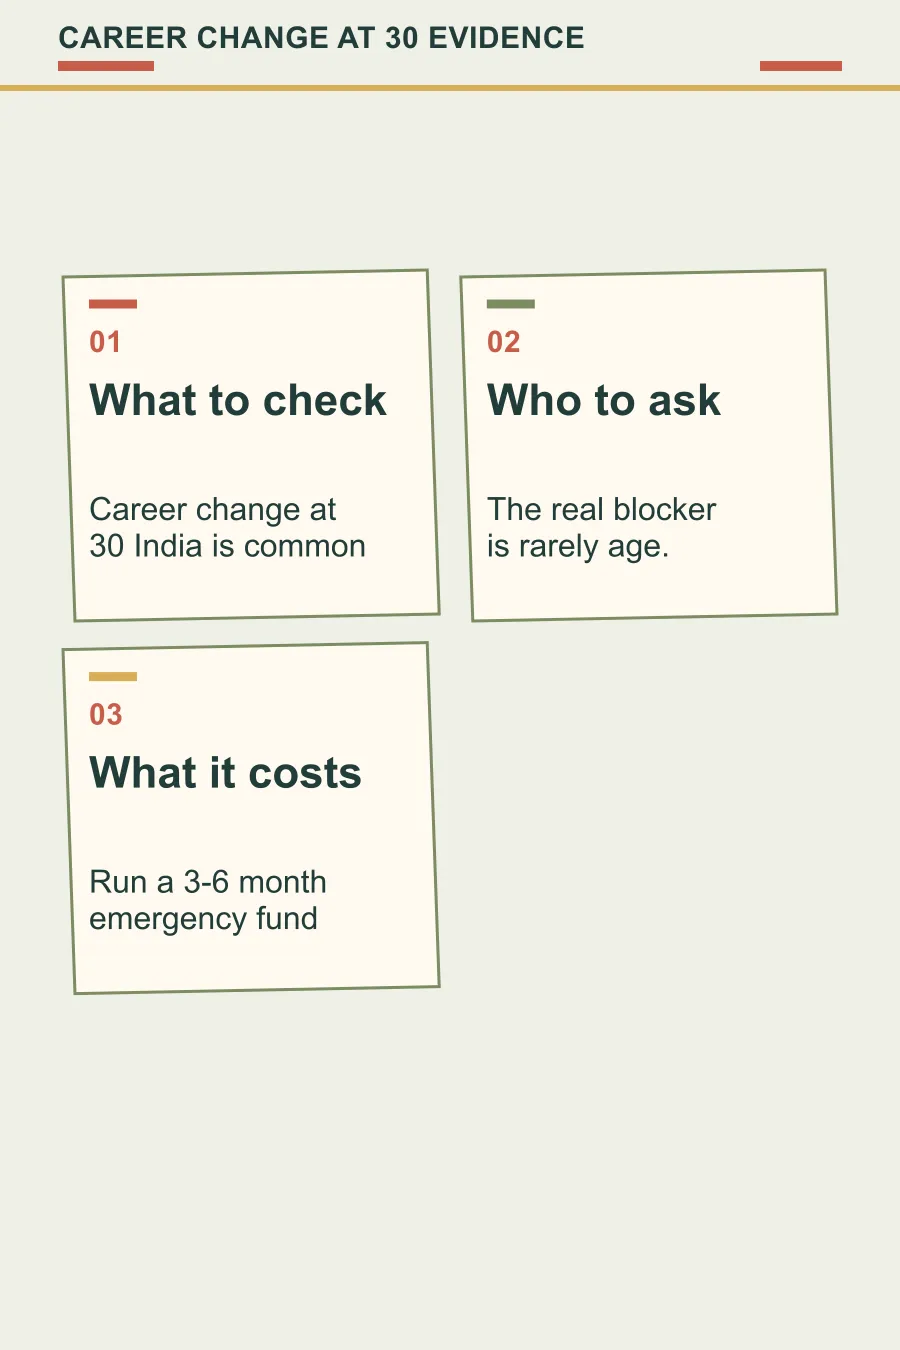 CAREER CHANGE AT 30 EVIDENCE
01
What to check
Career change at
30 India is common
02
Who to ask
The real blocker
is rarely age.
03
What it costs
Run a 3-6 month
emergency fund